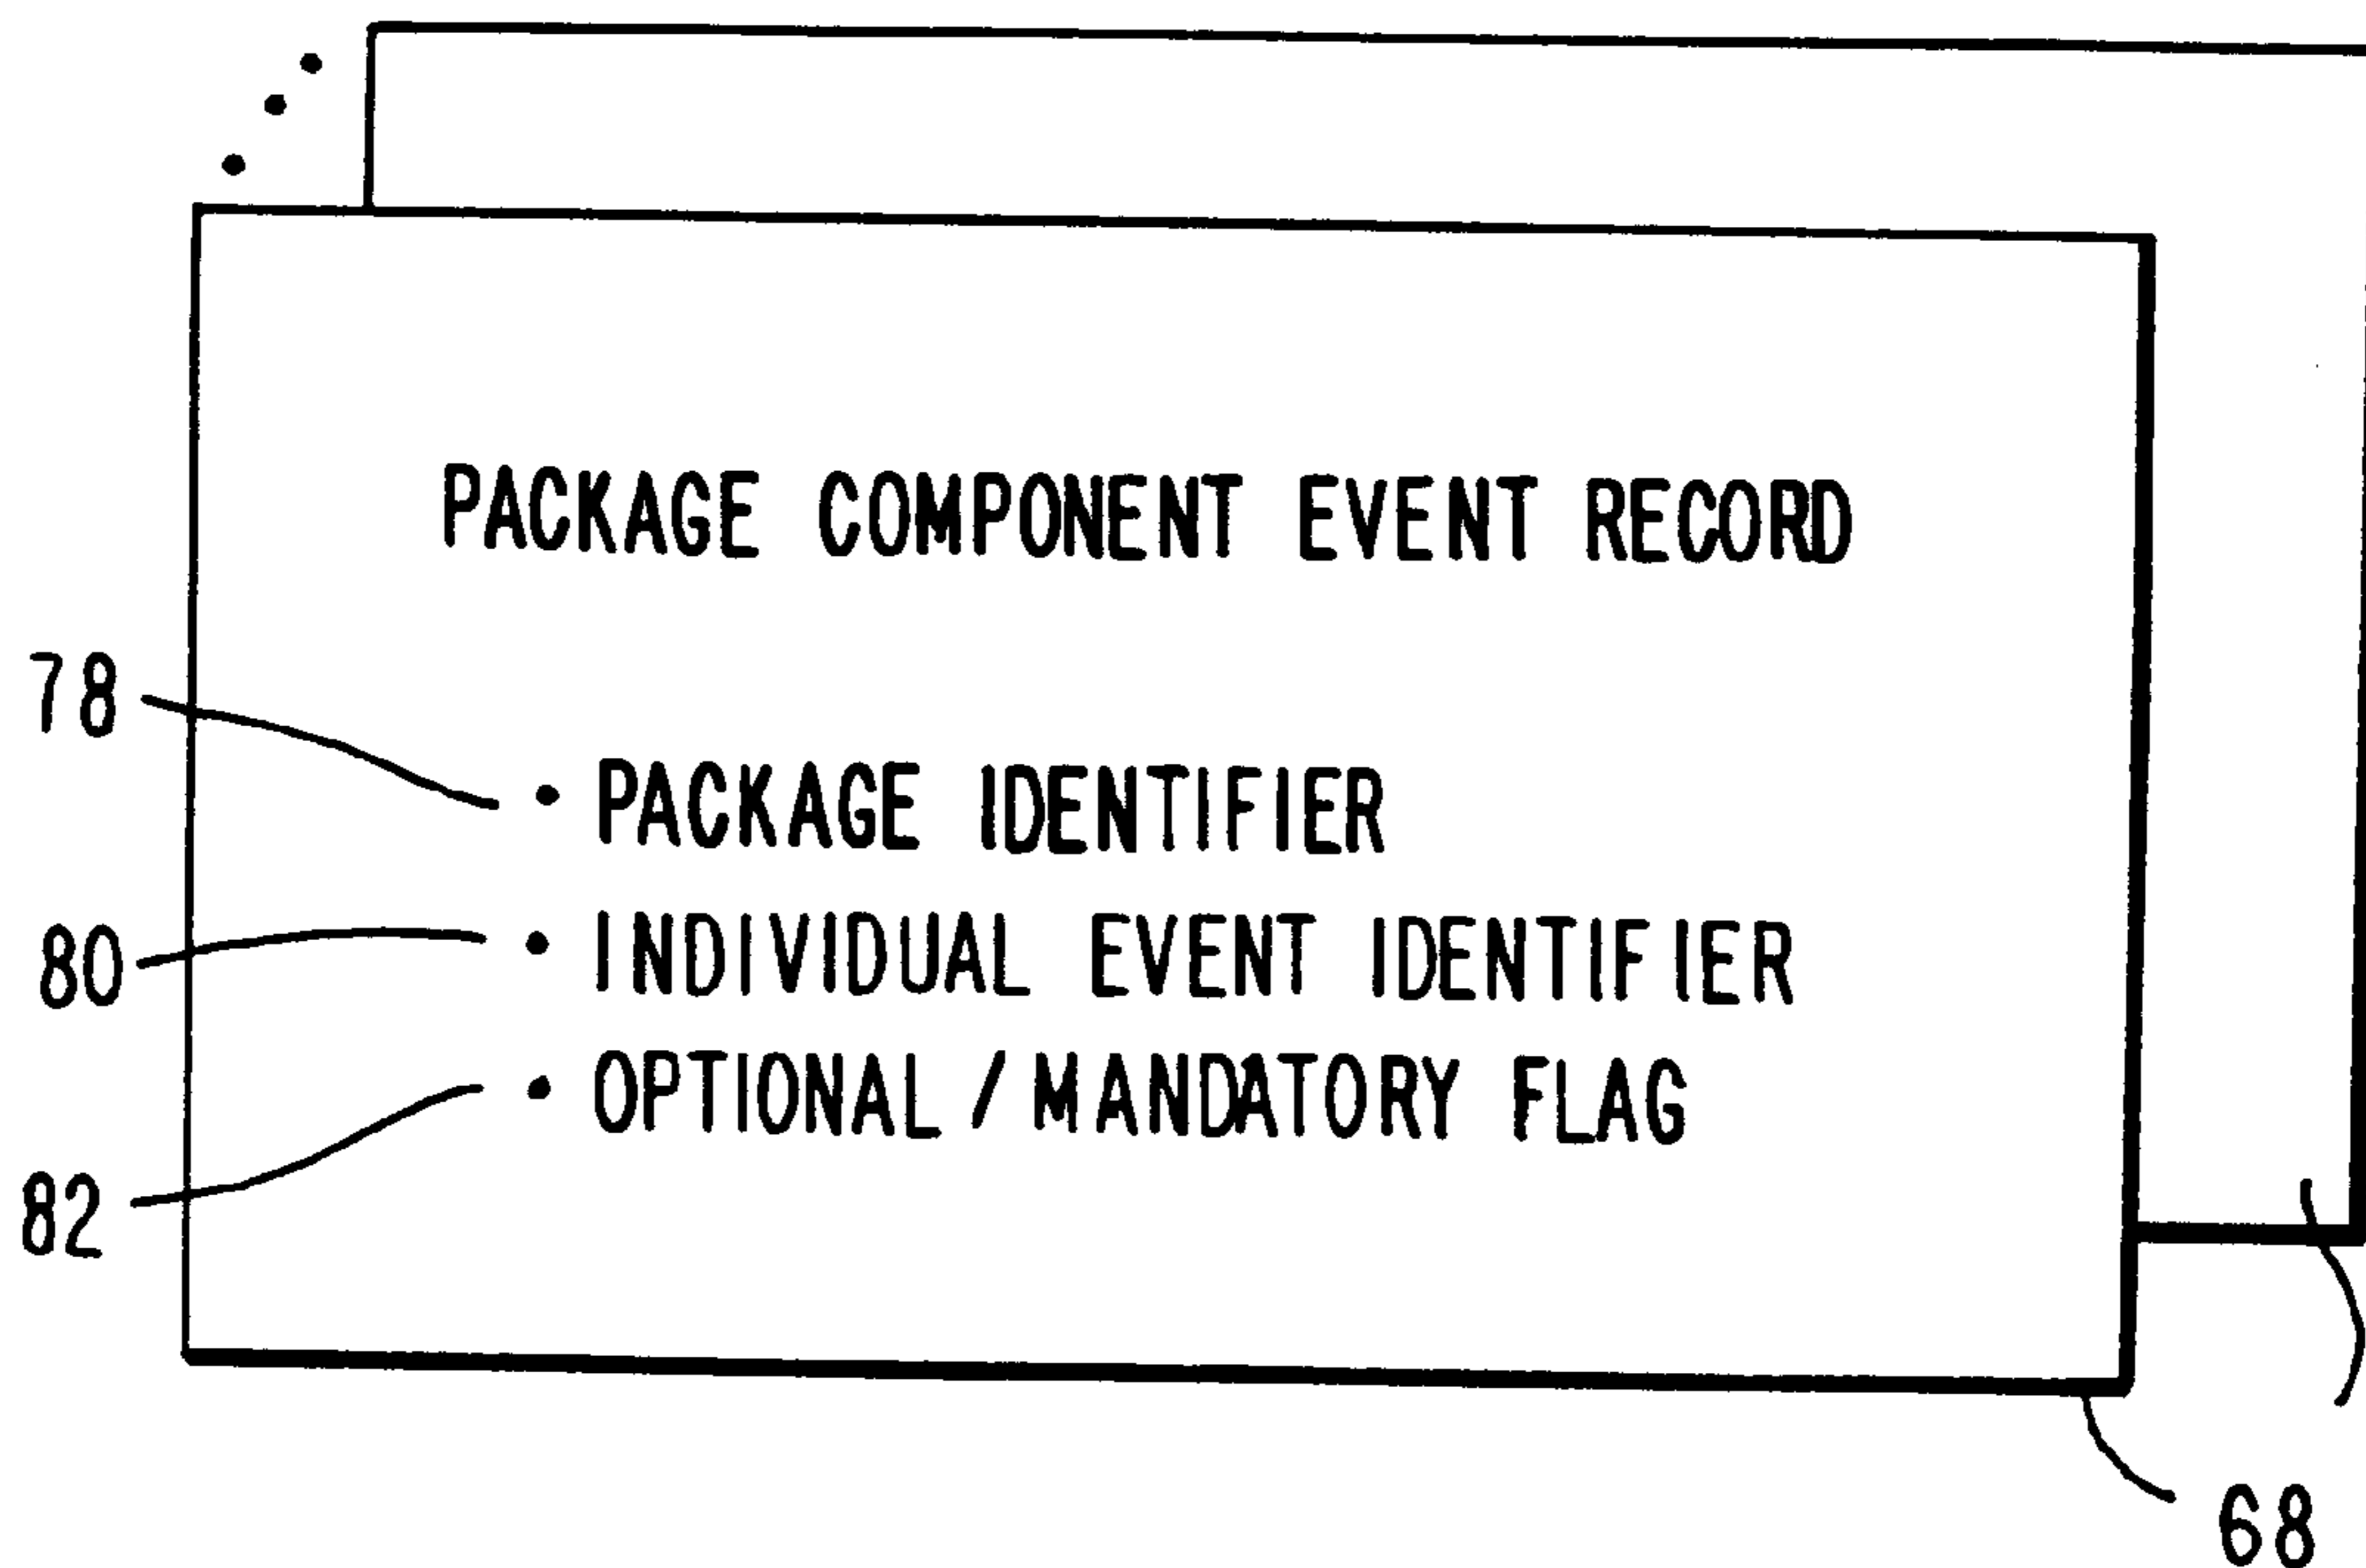 PACKAGE COMPONENT EVENT RECORD
78
• PACKAGE IDENTIFIER
80
• INDIVIDUAL EVENT IDENTIFIER
82
• OPTIONAL / MANDATORY FLAG
68